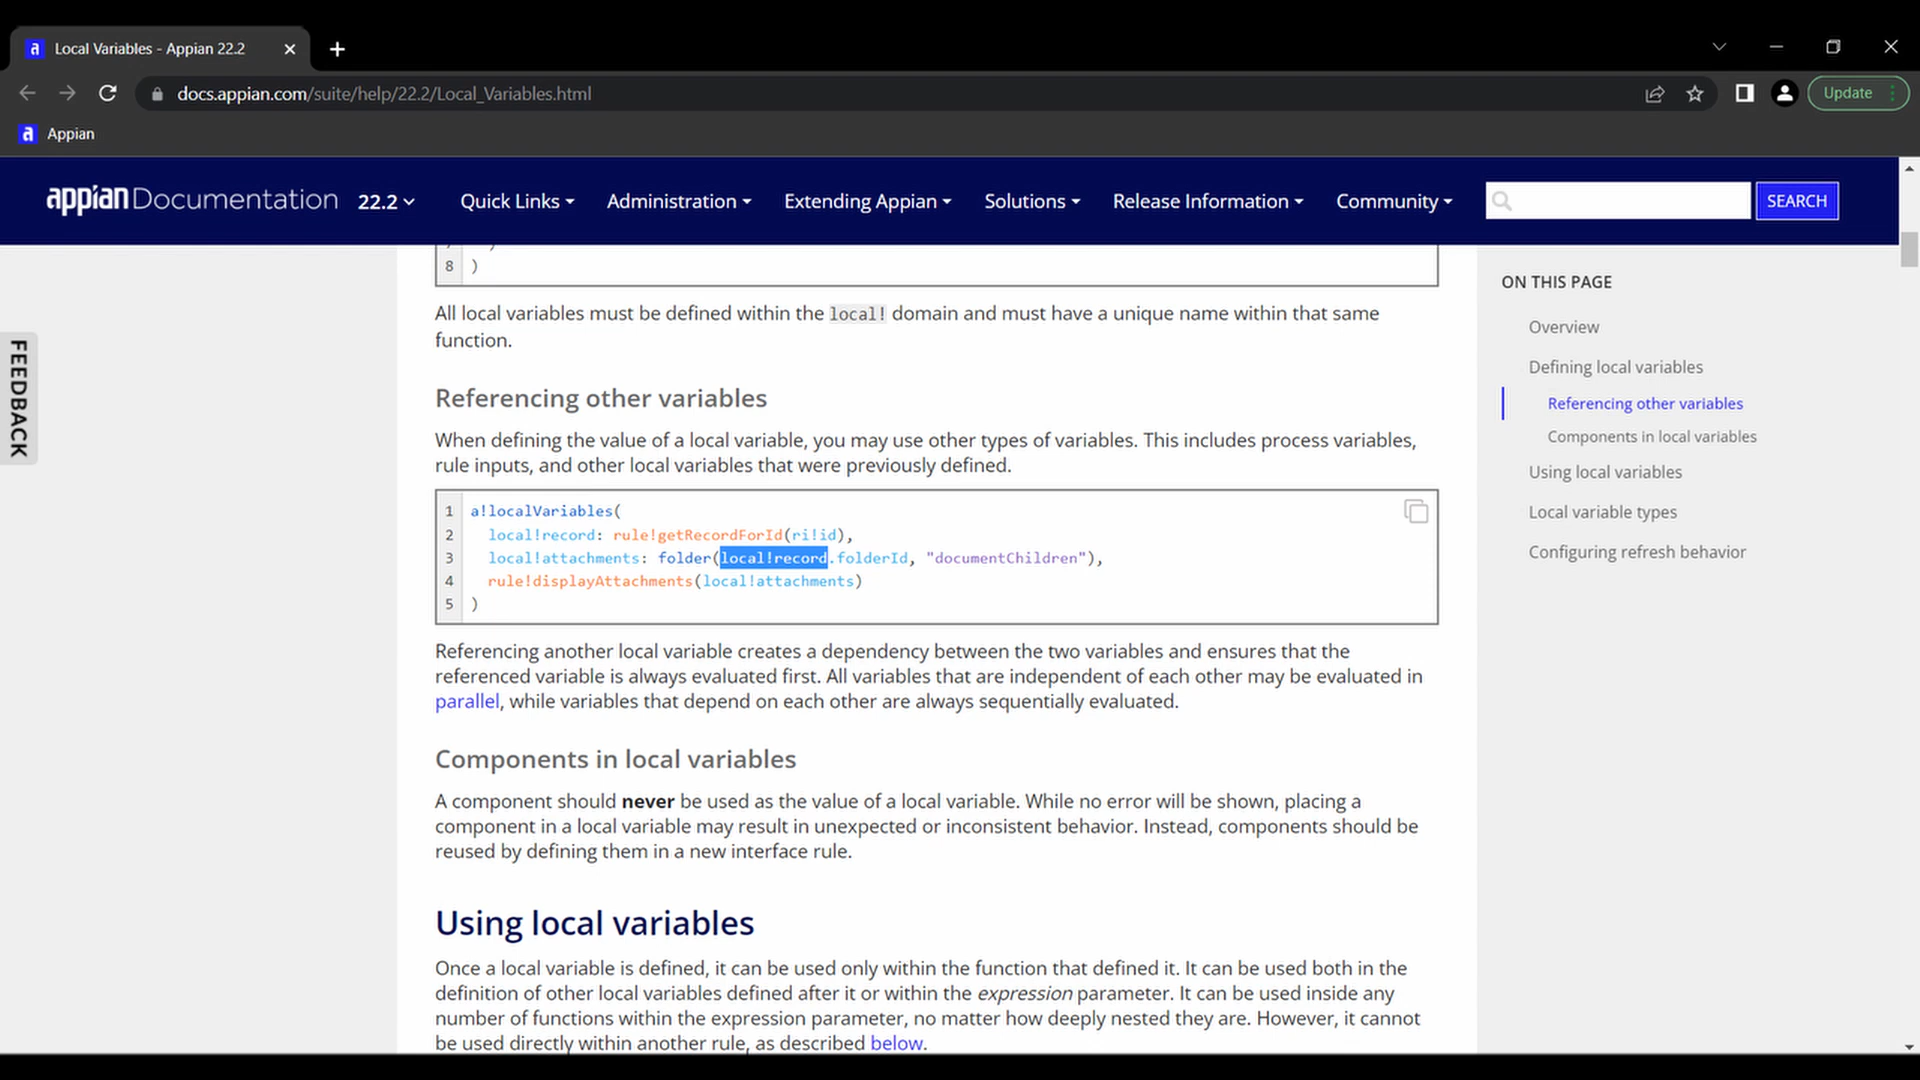 Local Variables - Appian 22.2
docs.appian.com/suite/help/22.2/Local_Variables.html
Update
Appian
appian Documentation 22.2 Quick Links Administration Extending Appian Solutions Release Information Community SEARCH
8 )
All local variables must be defined within the local! domain and must have a unique name within that same
function.
Referencing other variables
When defining the value of a local variable, you may use other types of variables. This includes process variables,
rule inputs, and other local variables that were previously defined.
1 a!localVariables(
2 local!record: rule!getRecordForId(ri!id),
3 local!attachments: folder(local!record.folderId, "documentChildren"),
4 rule!displayAttachments(local!attachments)
5 )
Referencing another local variable creates a dependency between the two variables and ensures that the
referenced variable is always evaluated first. All variables that are independent of each other may be evaluated in
parallel, while variables that depend on each other are always sequentially evaluated.
Components in local variables
A component should never be used as the value of a local variable. While no error will be shown, placing a
component in a local variable may result in unexpected or inconsistent behavior. Instead, components should be
reused by defining them in a new interface rule.
Using local variables
Once a local variable is defined, it can be used only within the function that defined it. It can be used both in the
definition of other local variables defined after it or within the expression parameter. It can be used inside any
number of functions within the expression parameter, no matter how deeply nested they are. However, it cannot
be used directly within another rule, as described below.
FEEDBACK
ON THIS PAGE
Overview
Defining local variables
Referencing other variables
Components in local variables
Using local variables
Local variable types
Configuring refresh behavior